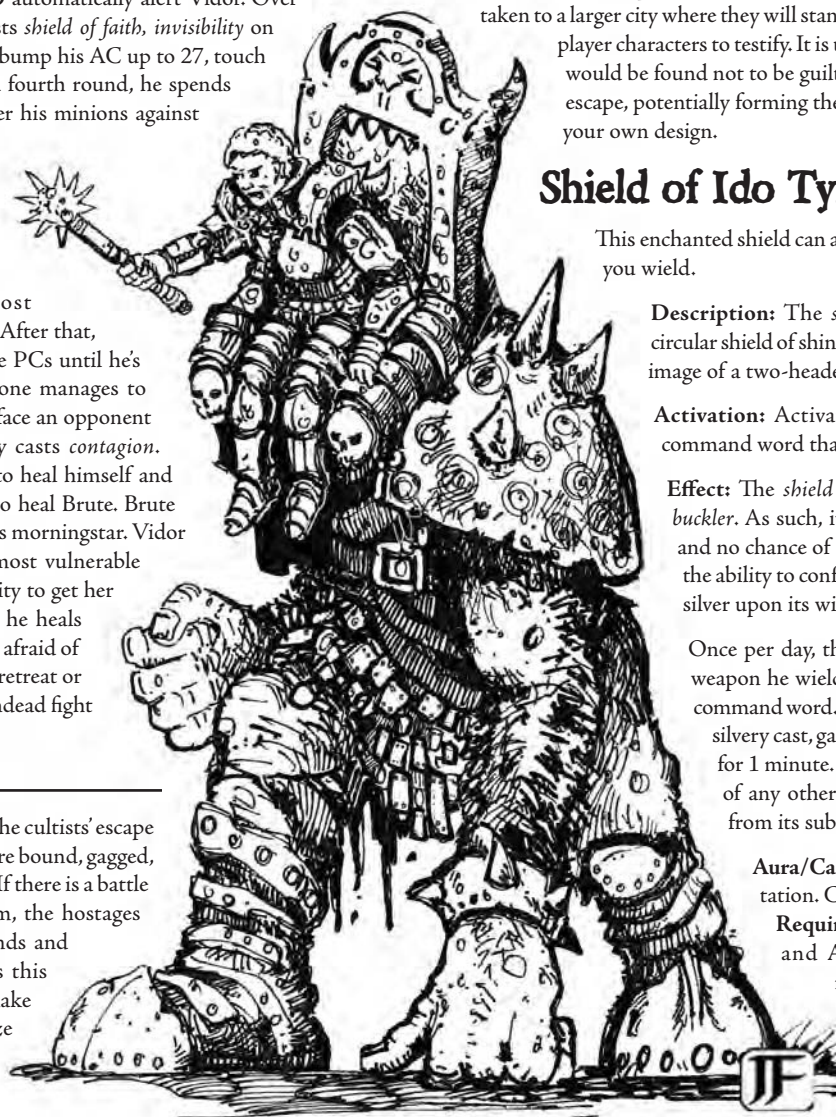 automatically alert Vidor. Over
sts shield of faith, invisibility on
bump his AC up to 27, touch
fourth round, he spends
er his minions against
ost
After that,
e PCs until he's
one manages to
face an opponent
y casts contagion.
to heal himself and
o heal Brute. Brute
s morningstar. Vidor
most vulnerable
ity to get her
he heals
afraid of
retreat or
ndead fight
he cultists' escape
re bound, gagged,
If there is a battle
m, the hostages
nds and
s this
ake
ze
taken to a larger city where they will stan
player characters to testify. It is u
would be found not to be guilt
escape, potentially forming the
your own design.
Shield of Ido Ty
This enchanted shield can a
you wield.
Description: The s
circular shield of shin
image of a two-heade
Activation: Activa
command word tha
Effect: The shield
buckler. As such, i
and no chance of
the ability to conf
silver upon its wi
Once per day, th
weapon he wield
command word.
silvery cast, ga
for 1 minute.
of any other
from its sub
Aura/Ca
tation. C
Requir
and A